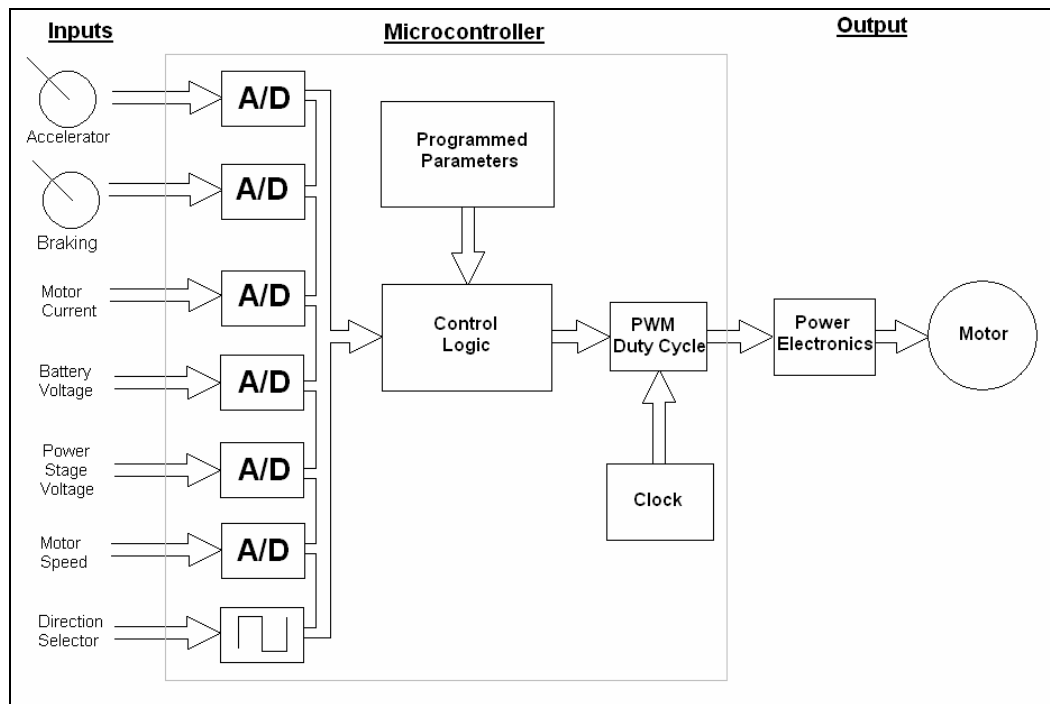 Inputs
Microcontroller
Output
Accelerator
A/D
Braking
A/D
Motor
Current
A/D
Battery
Voltage
A/D
Power
Stage
Voltage
A/D
Motor
Speed
A/D
Direction
Selector
Programmed
Parameters
Control
Logic
PWM
Duty Cycle
Clock
Power
Electronics
Motor